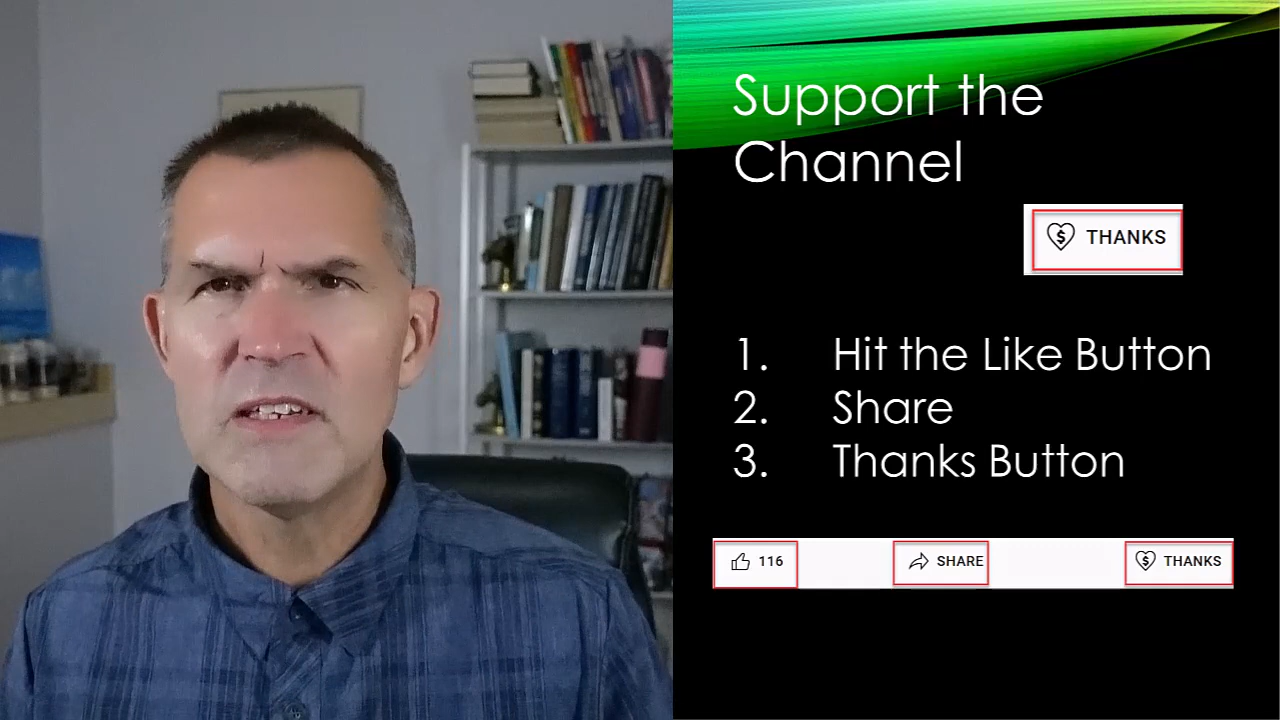 Support the
Channel
$ THANKS
1. Hit the Like Button
2. Share
3. Thanks Button
116 SHARE $ THANKS